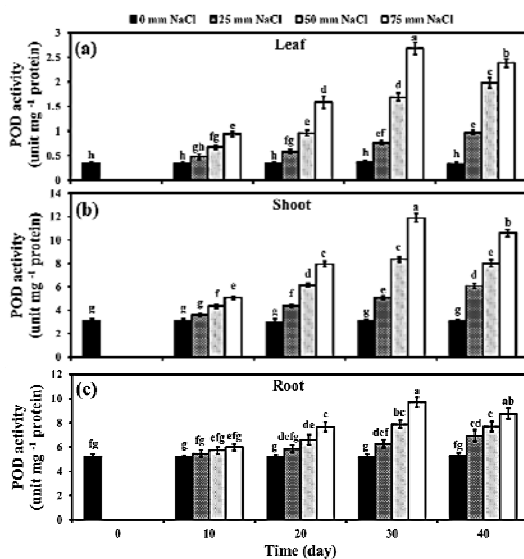 0 mm NaCl 25 mm NaCl 50 mm NaCl 75 mm NaCl
(a) Leaf
POD activity
(unit mg -1 protein)
3
2.5
2
1.5
1
0.5
0
h h gh fg e h fg e d h ef d a h e c b
(b) Shoot
POD activity
(unit mg -1 protein)
14
12
10
8
6
4
2
0
g g g f e g f d c g e c a g d c b
(c) Root
POD activity
(unit mg -1 protein)
10
8
6
4
2
0
fg g fg efg efg g defg de c g def bc a fg cd c ab
0 10 20 30 40
Time (day)